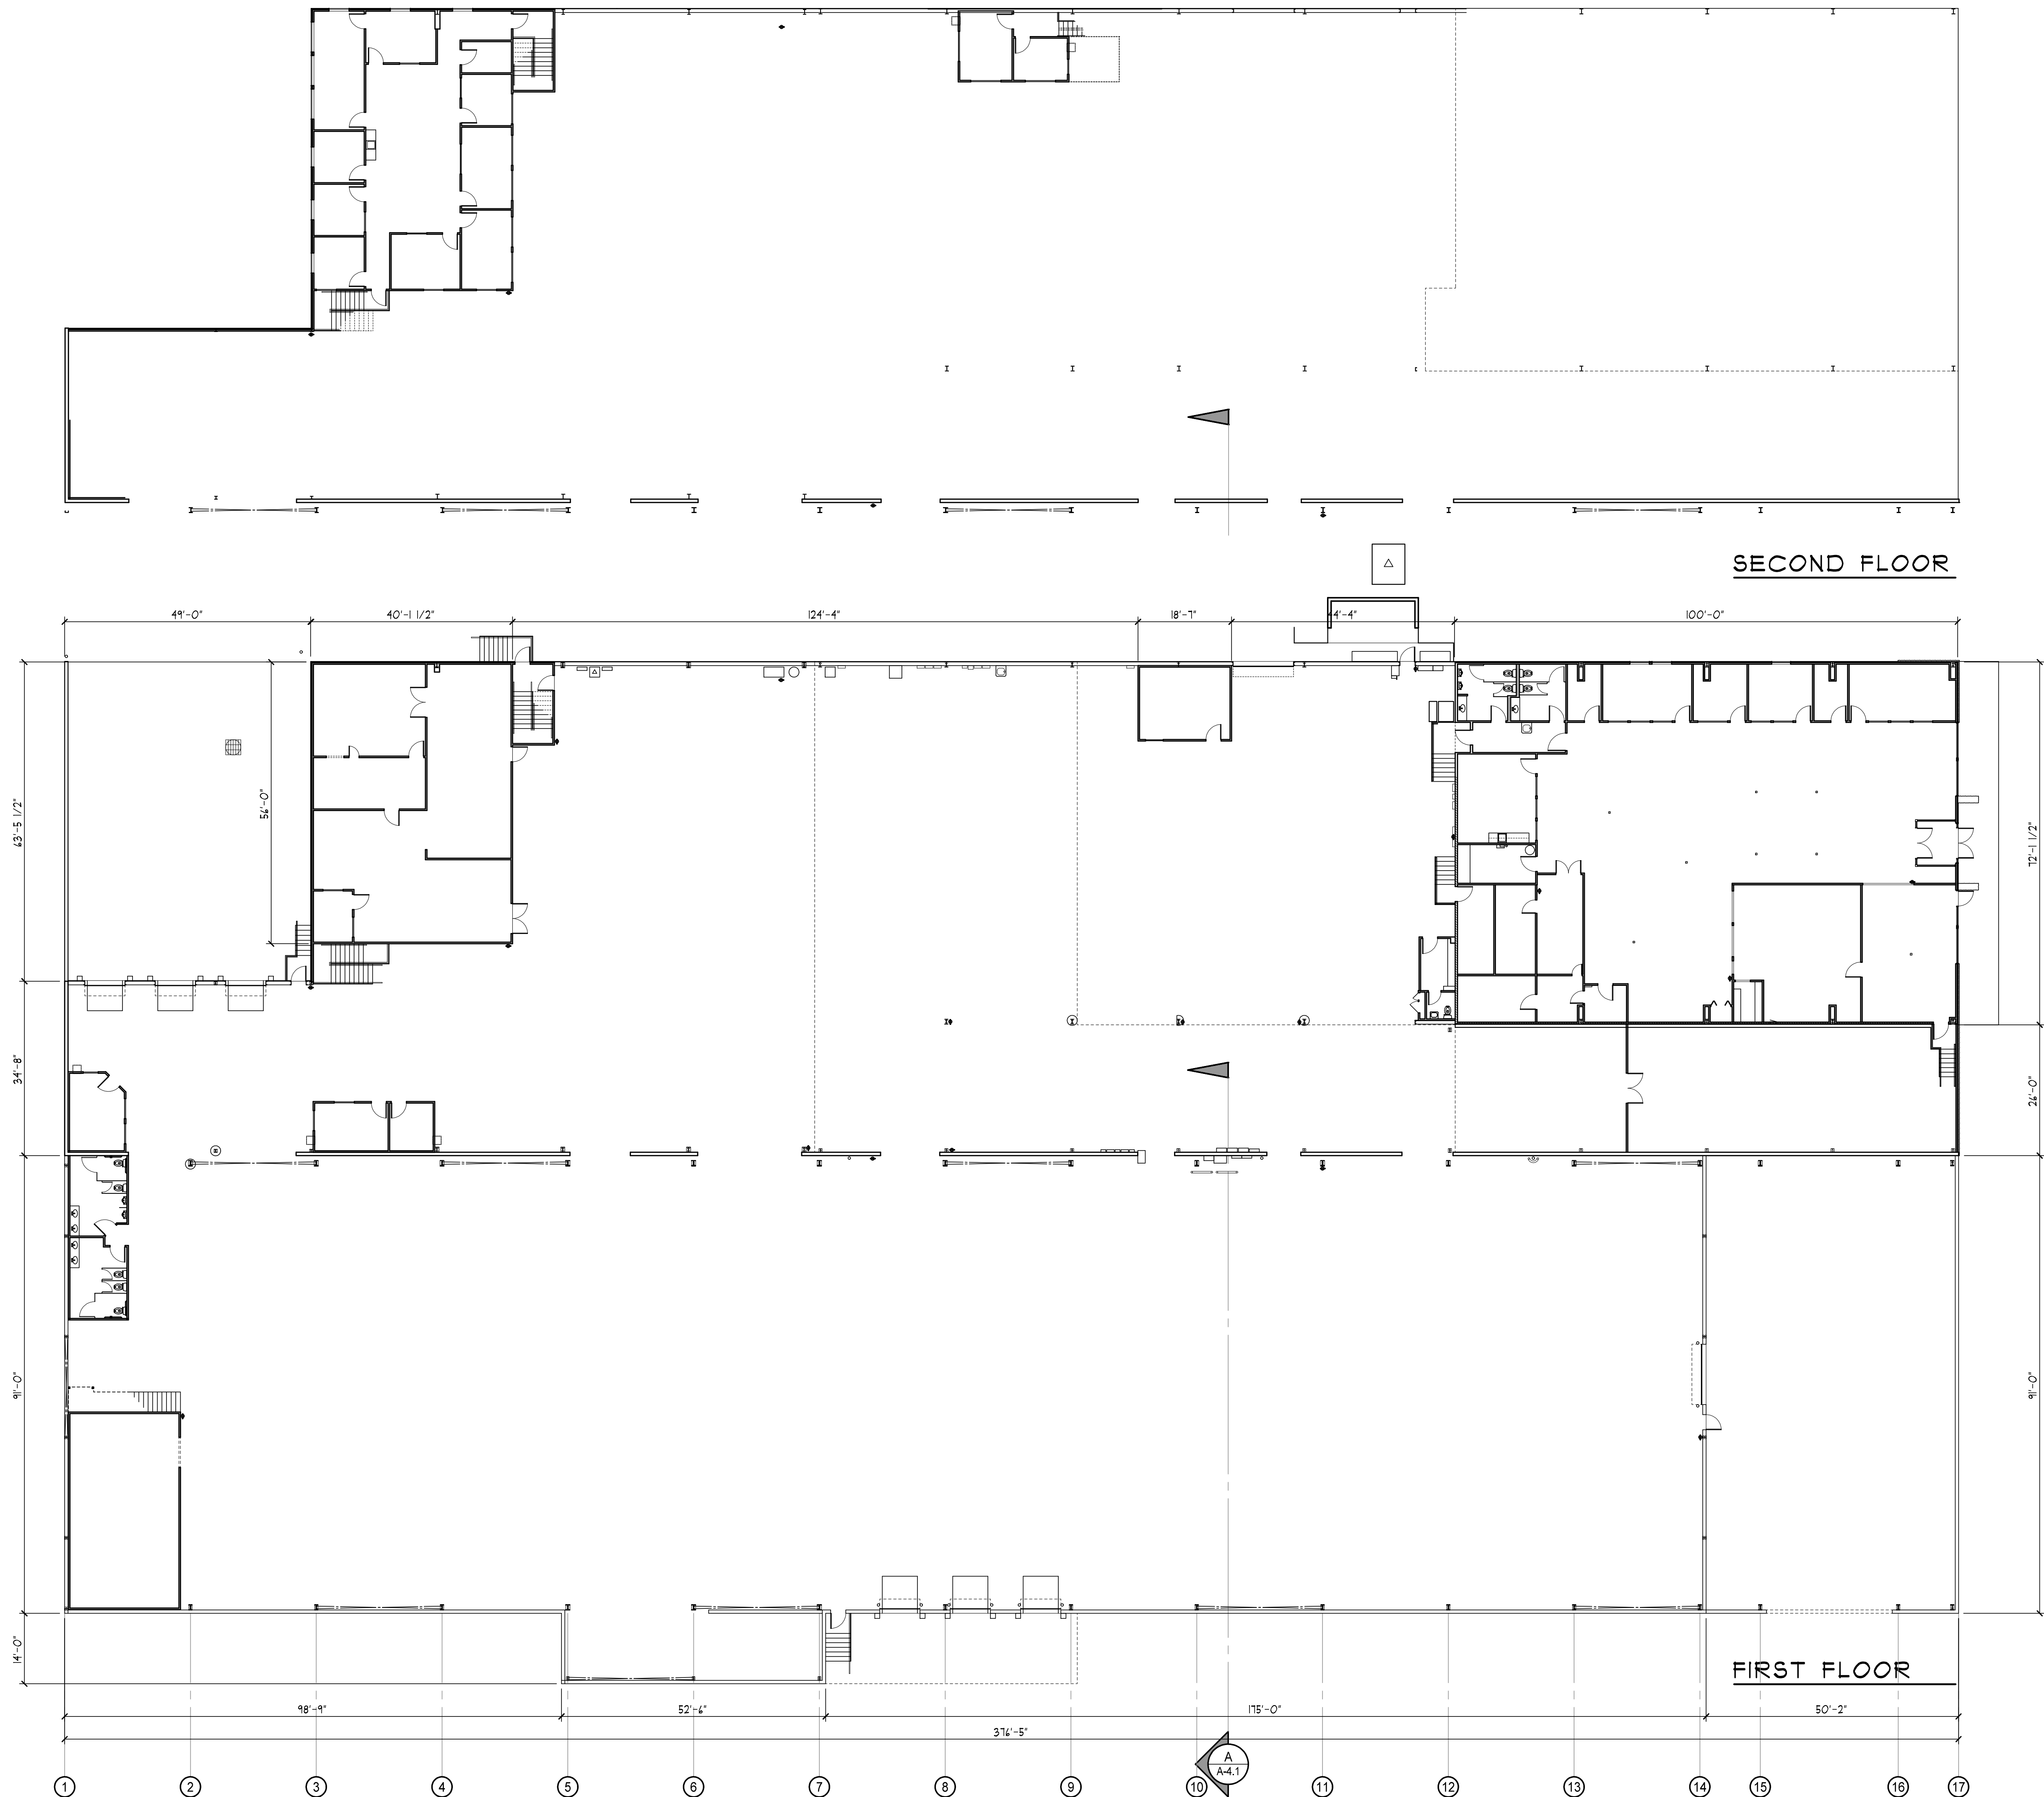 SECOND FLOOR
49'-0" 40'-1 1/2" 124'-4" 18'-7" 44'-4" 100'-0"
63'-5 1/2"
56'-0"
72'-1 1/2"
34'-8"
26'-0"
91'-0"
91'-0"
14'-0"
FIRST FLOOR
98'-9" 52'-6" 175'-0" 50'-2"
376'-5"
A
A-4.1
1 2 3 4 5 6 7 8 9 10 11 12 13 14 15 16 17